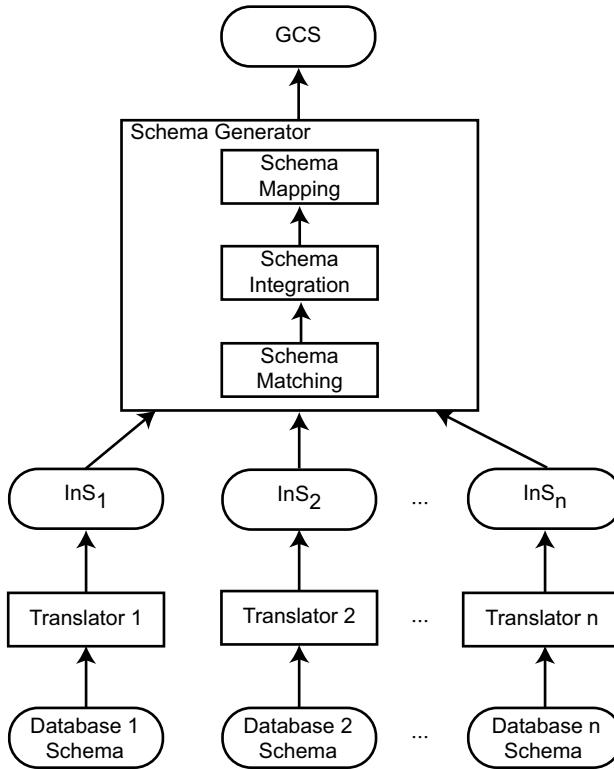 GCS
Schema Generator
Schema
Mapping
Schema
Integration
Schema
Matching
InS1
InS2
...
InSn
Translator 1
Translator 2
...
Translator n
Database 1
Schema
Database 2
Schema
...
Database n
Schema